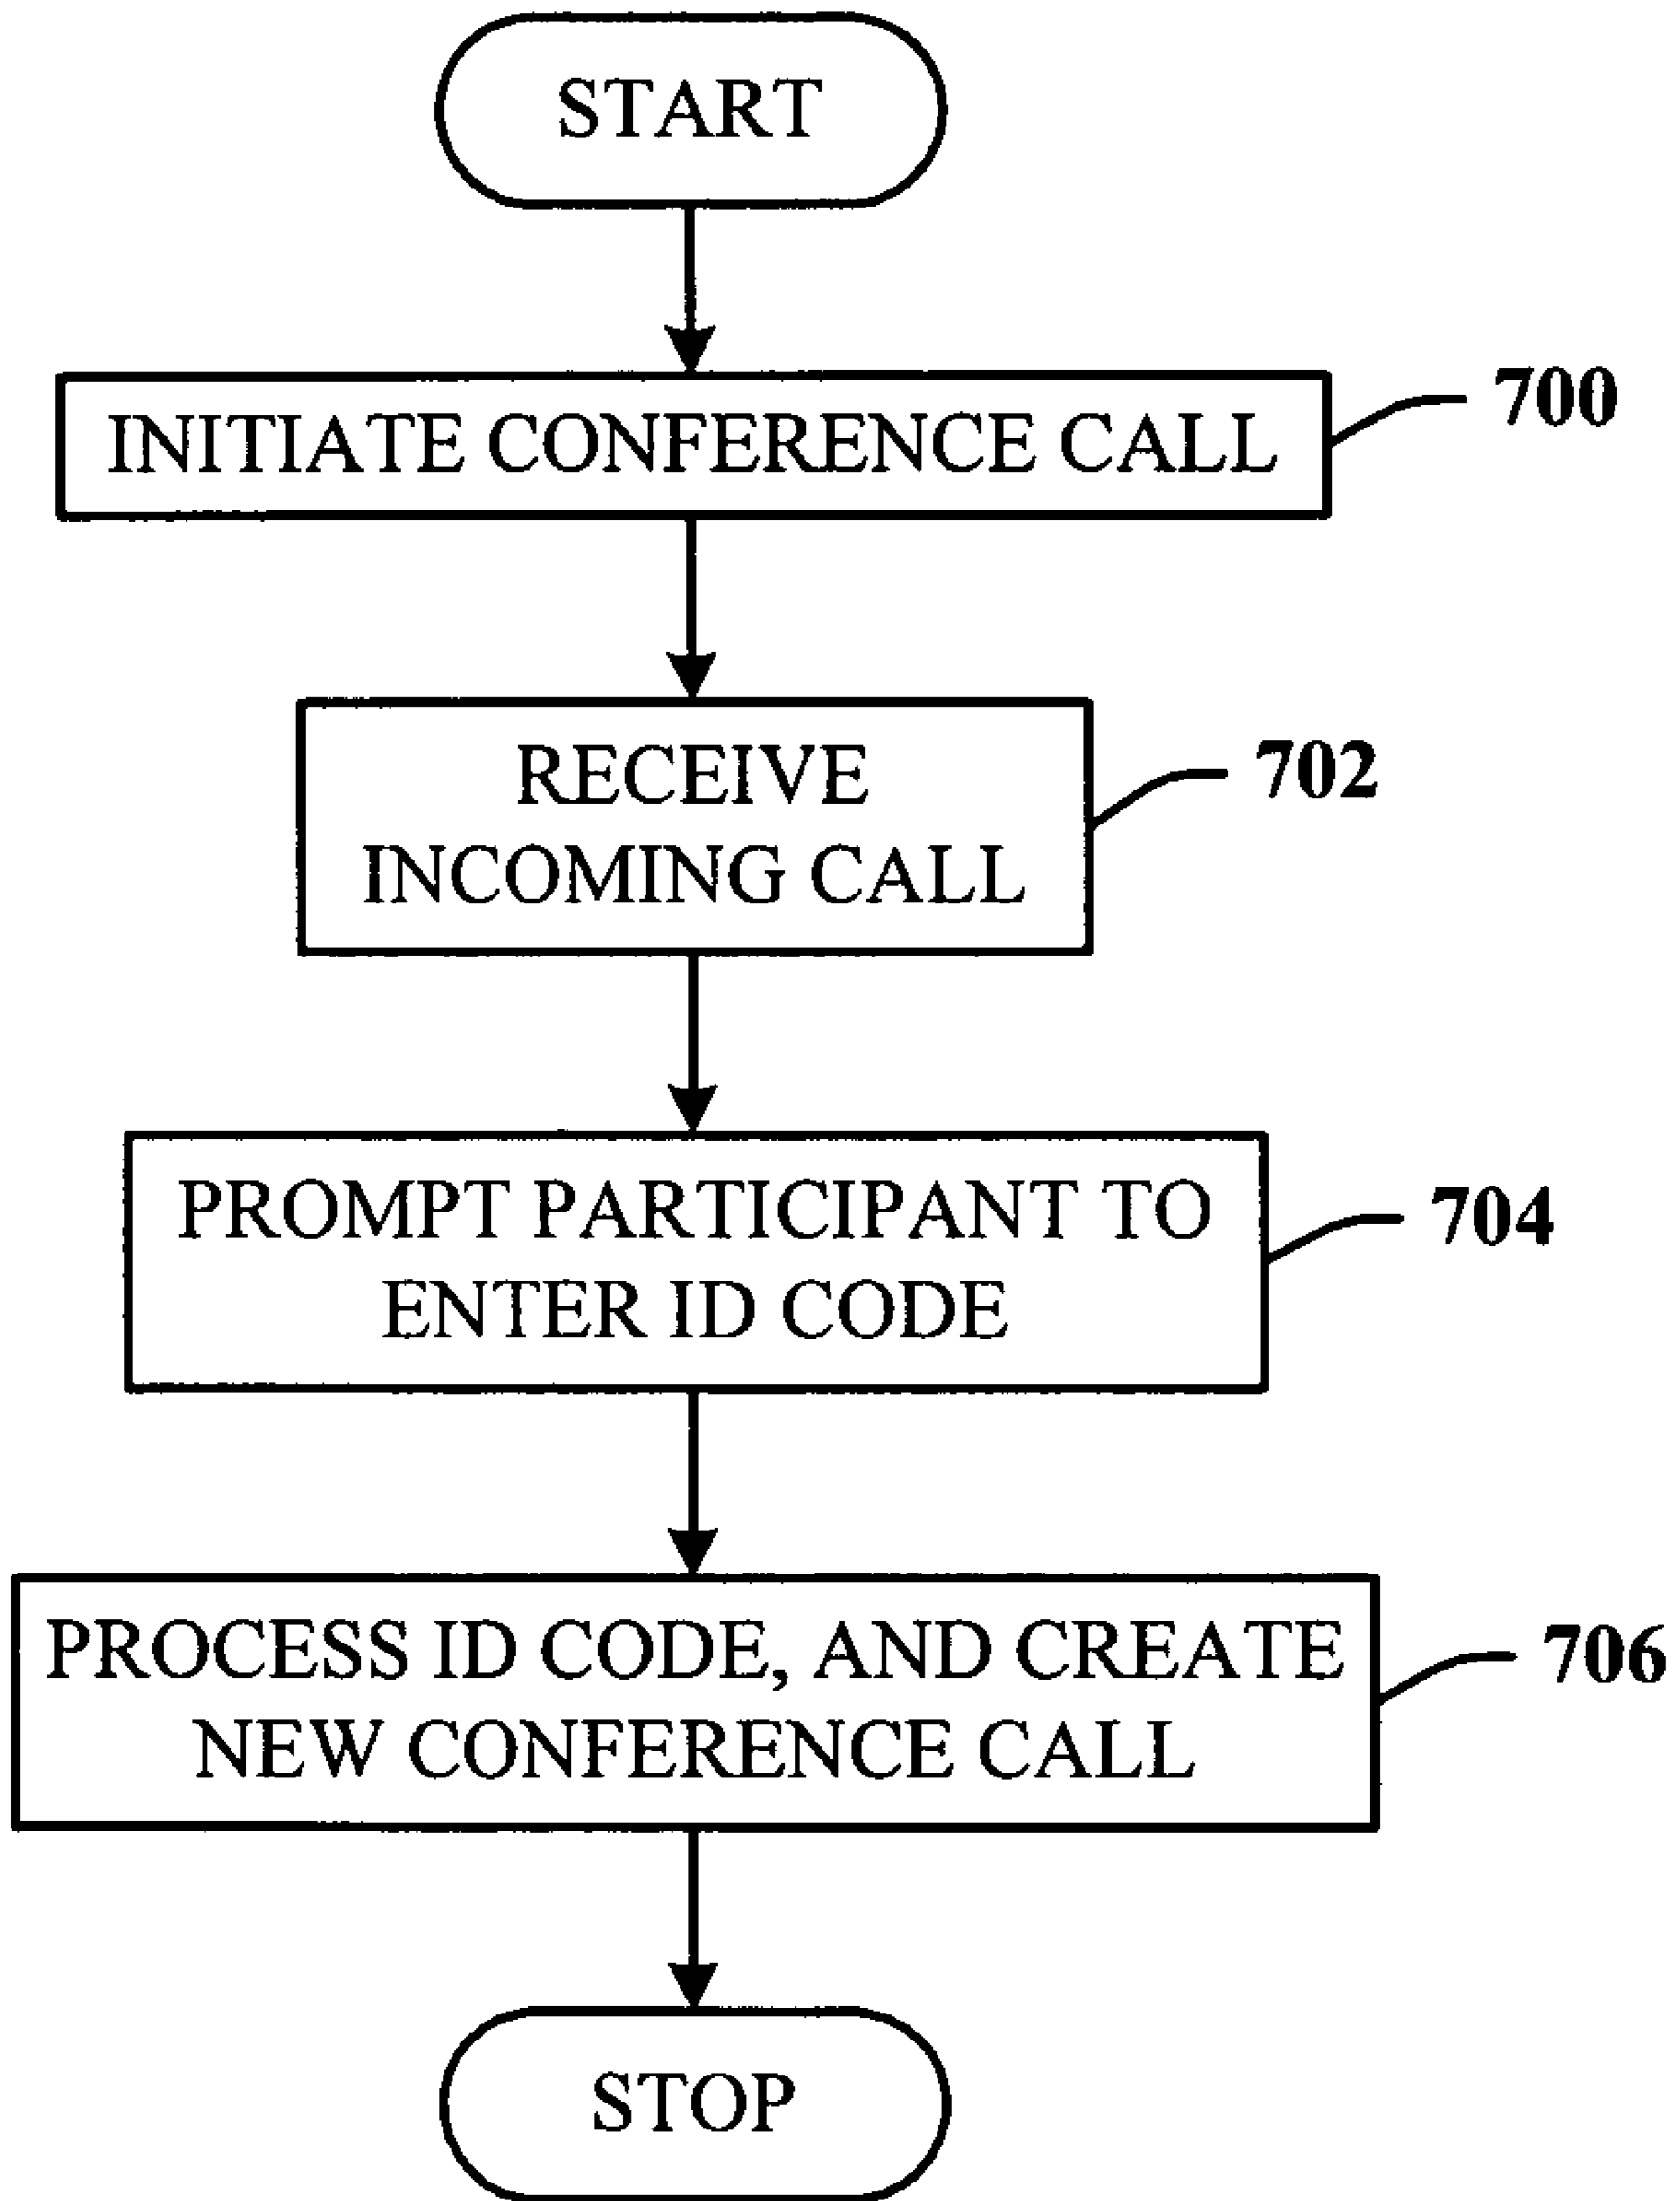 START
INITIATE CONFERENCE CALL
700
RECEIVE
INCOMING CALL
702
PROMPT PARTICIPANT TO
ENTER ID CODE
704
PROCESS ID CODE, AND CREATE
NEW CONFERENCE CALL
706
STOP